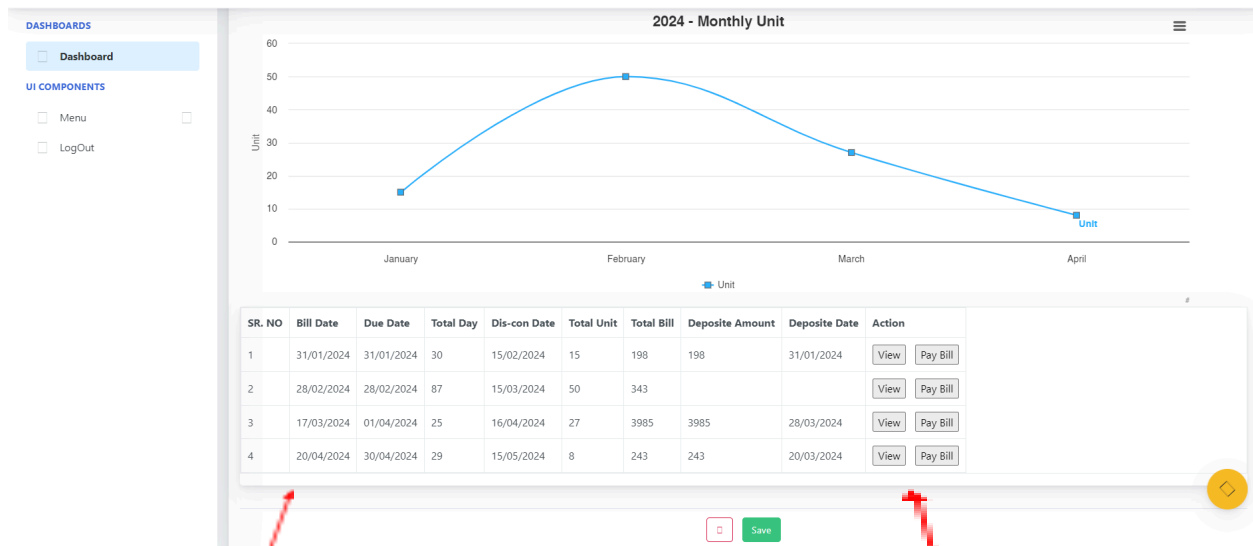 DASHBOARDS
Dashboard
UI COMPONENTS
Menu
LogOut
2024 - Monthly Unit
60
50
40
30
20
10
0
Unit
Unit
January February March April
Unit
SR. NO Bill Date Due Date Total Day Dis-con Date Total Unit Total Bill Deposite Amount Deposite Date Action
1 31/01/2024 31/01/2024 30 15/02/2024 15 198 198 31/01/2024 View Pay Bill
2 28/02/2024 28/02/2024 87 15/03/2024 50 343 View Pay Bill
3 17/03/2024 01/04/2024 25 16/04/2024 27 3985 3985 28/03/2024 View Pay Bill
4 20/04/2024 30/04/2024 29 15/05/2024 8 243 243 20/03/2024 View Pay Bill
Save